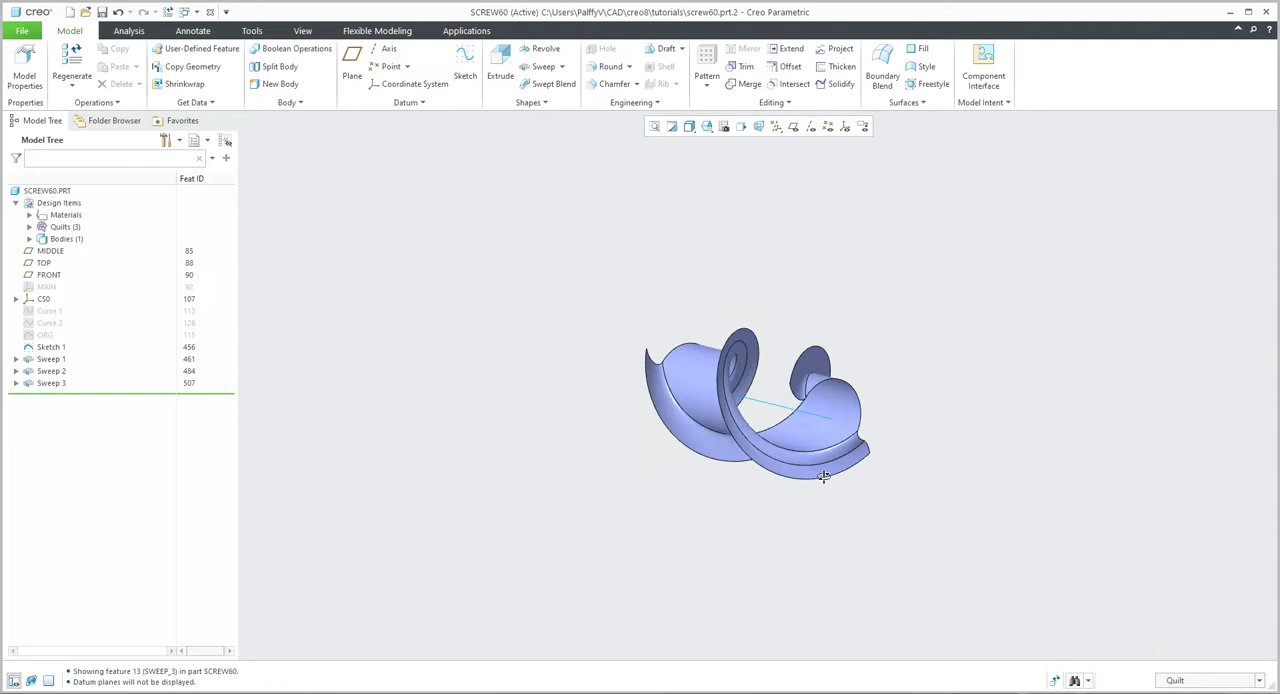 creo
SCREW60 (Active) C:\Users\PalffyV\CAD\creo8\tutorials\screw60.prt.2 - Creo Parametric
File Model Analysis Annotate Tools View Flexible Modeling Applications
Model Properties
Regenerate
Copy
Paste
Delete
User-Defined Feature
Copy Geometry
Shrinkwrap
Boolean Operations
Split Body
New Body
Plane
Axis
Point
Coordinate System
Sketch
Extrude
Revolve
Sweep
Swept Blend
Hole
Round
Chamfer
Draft
Shell
Rib
Pattern
Mirror
Trim
Merge
Extend
Offset
Intersect
Project
Thicken
Solidify
Boundary Blend
Fill
Style
Freestyle
Component Interface
Properties Operations Get Data Body Datum Shapes Engineering Editing Surfaces Model Intent
Model Tree Folder Browser Favorites
Model Tree
Feat ID
SCREW60.PRT
Design Items
Materials
Quilts (3)
Bodies (1)
MIDDLE 85
TOP 88
FRONT 90
MAIN 92
CS0 107
Curve 1 113
Curve 2 126
ORG 115
Sketch 1 456
Sweep 1 461
Sweep 2 484
Sweep 3 507
• Showing feature 13 (SWEEP_3) in part SCREW60.
• Datum planes will not be displayed.
Quilt